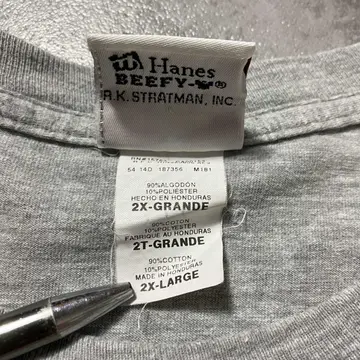 Hanes
BEEFY-
®
R.K. STRATMAN, INC.
54 14D 187356 M181
90%ALGODON
10%POLIESTER
HECHO EN HONDURAS
2X-GRANDE
90%COTON
10%POLYESTER
FABRIQUE AU HONDURAS
2T-GRANDE
90%COTTON
10%POLYESTER
MADE IN HONDURAS
2X-LARGE